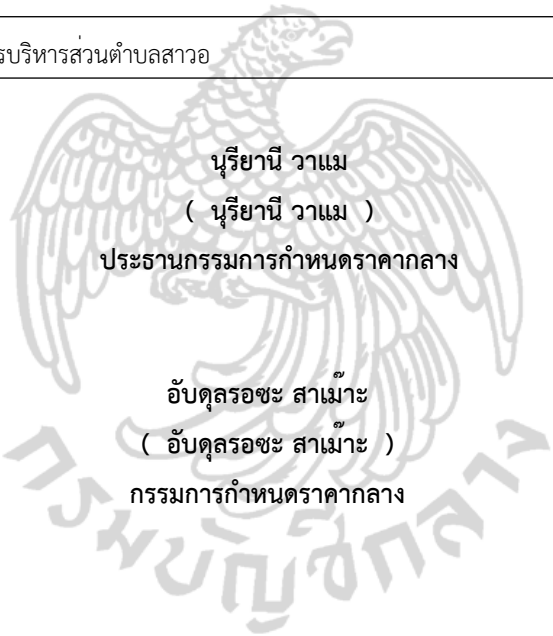 รบริหารส่วนตำบลสาวอ
นุรียานี วาแม
( นุรียานี วาแม )
ประธานกรรมการกำหนดราคากลาง
อับดุลรอซะ สาเม๊าะ
( อับดุลรอซะ สาเม๊าะ )
กรรมการกำหนดราคากลาง
กรมบัญชีกลาง